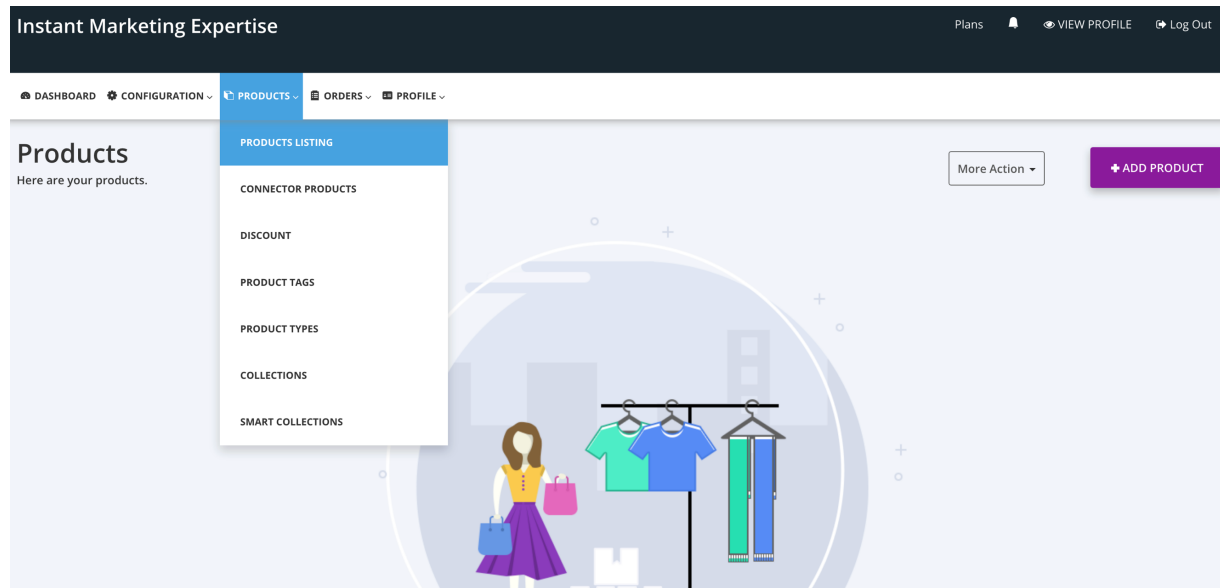 Instant Marketing Expertise
Plans VIEW PROFILE Log Out
DASHBOARD CONFIGURATION PRODUCTS ORDERS PROFILE
Products
Here are your products.
More Action
ADD PRODUCT
PRODUCTS LISTING
CONNECTOR PRODUCTS
DISCOUNT
PRODUCT TAGS
PRODUCT TYPES
COLLECTIONS
SMART COLLECTIONS